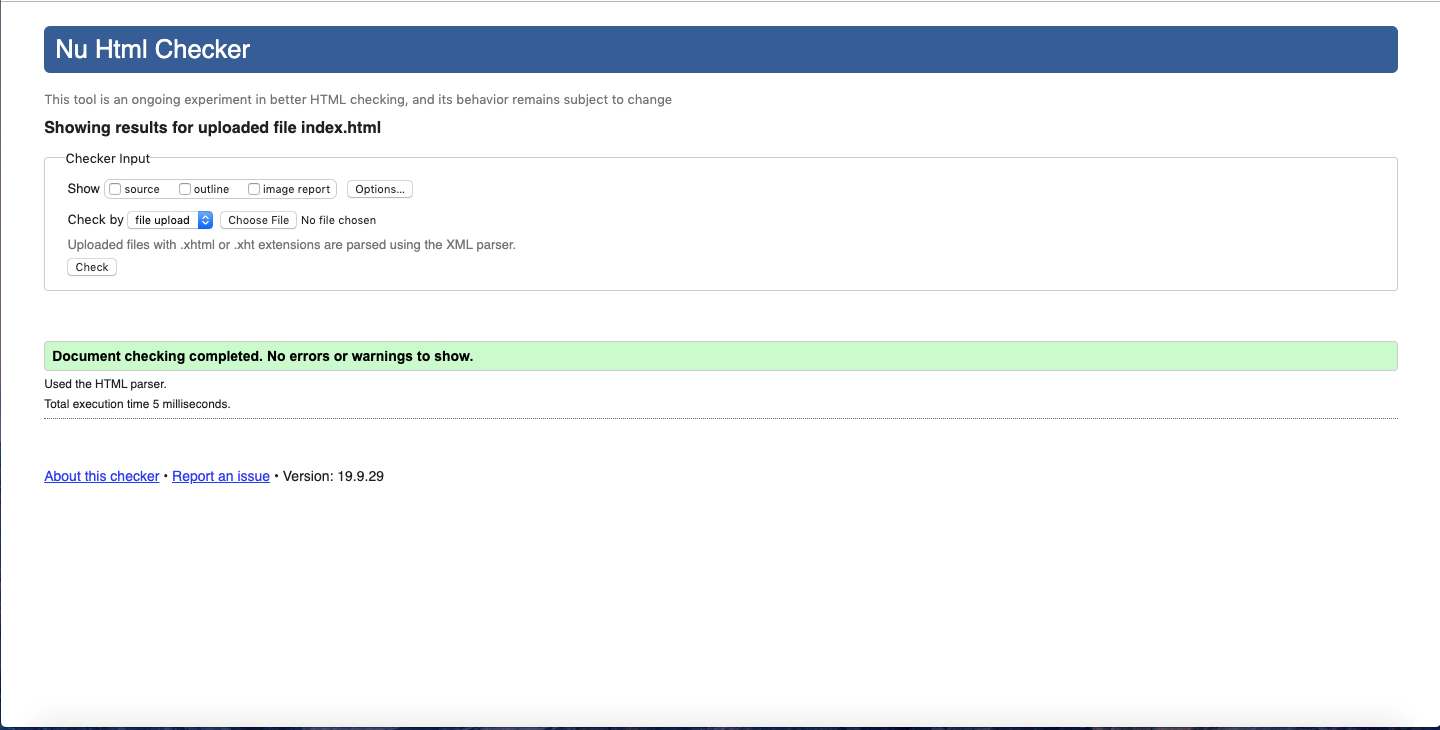 Nu Html Checker
This tool is an ongoing experiment in better HTML checking, and its behavior remains subject to change
Showing results for uploaded file index.html
Checker Input
Show source outline image report Options...
Check by file upload Choose File No file chosen
Uploaded files with .xhtml or .xht extensions are parsed using the XML parser.
Check
Document checking completed. No errors or warnings to show.
Used the HTML parser.
Total execution time 5 milliseconds.
About this checker • Report an issue • Version: 19.9.29